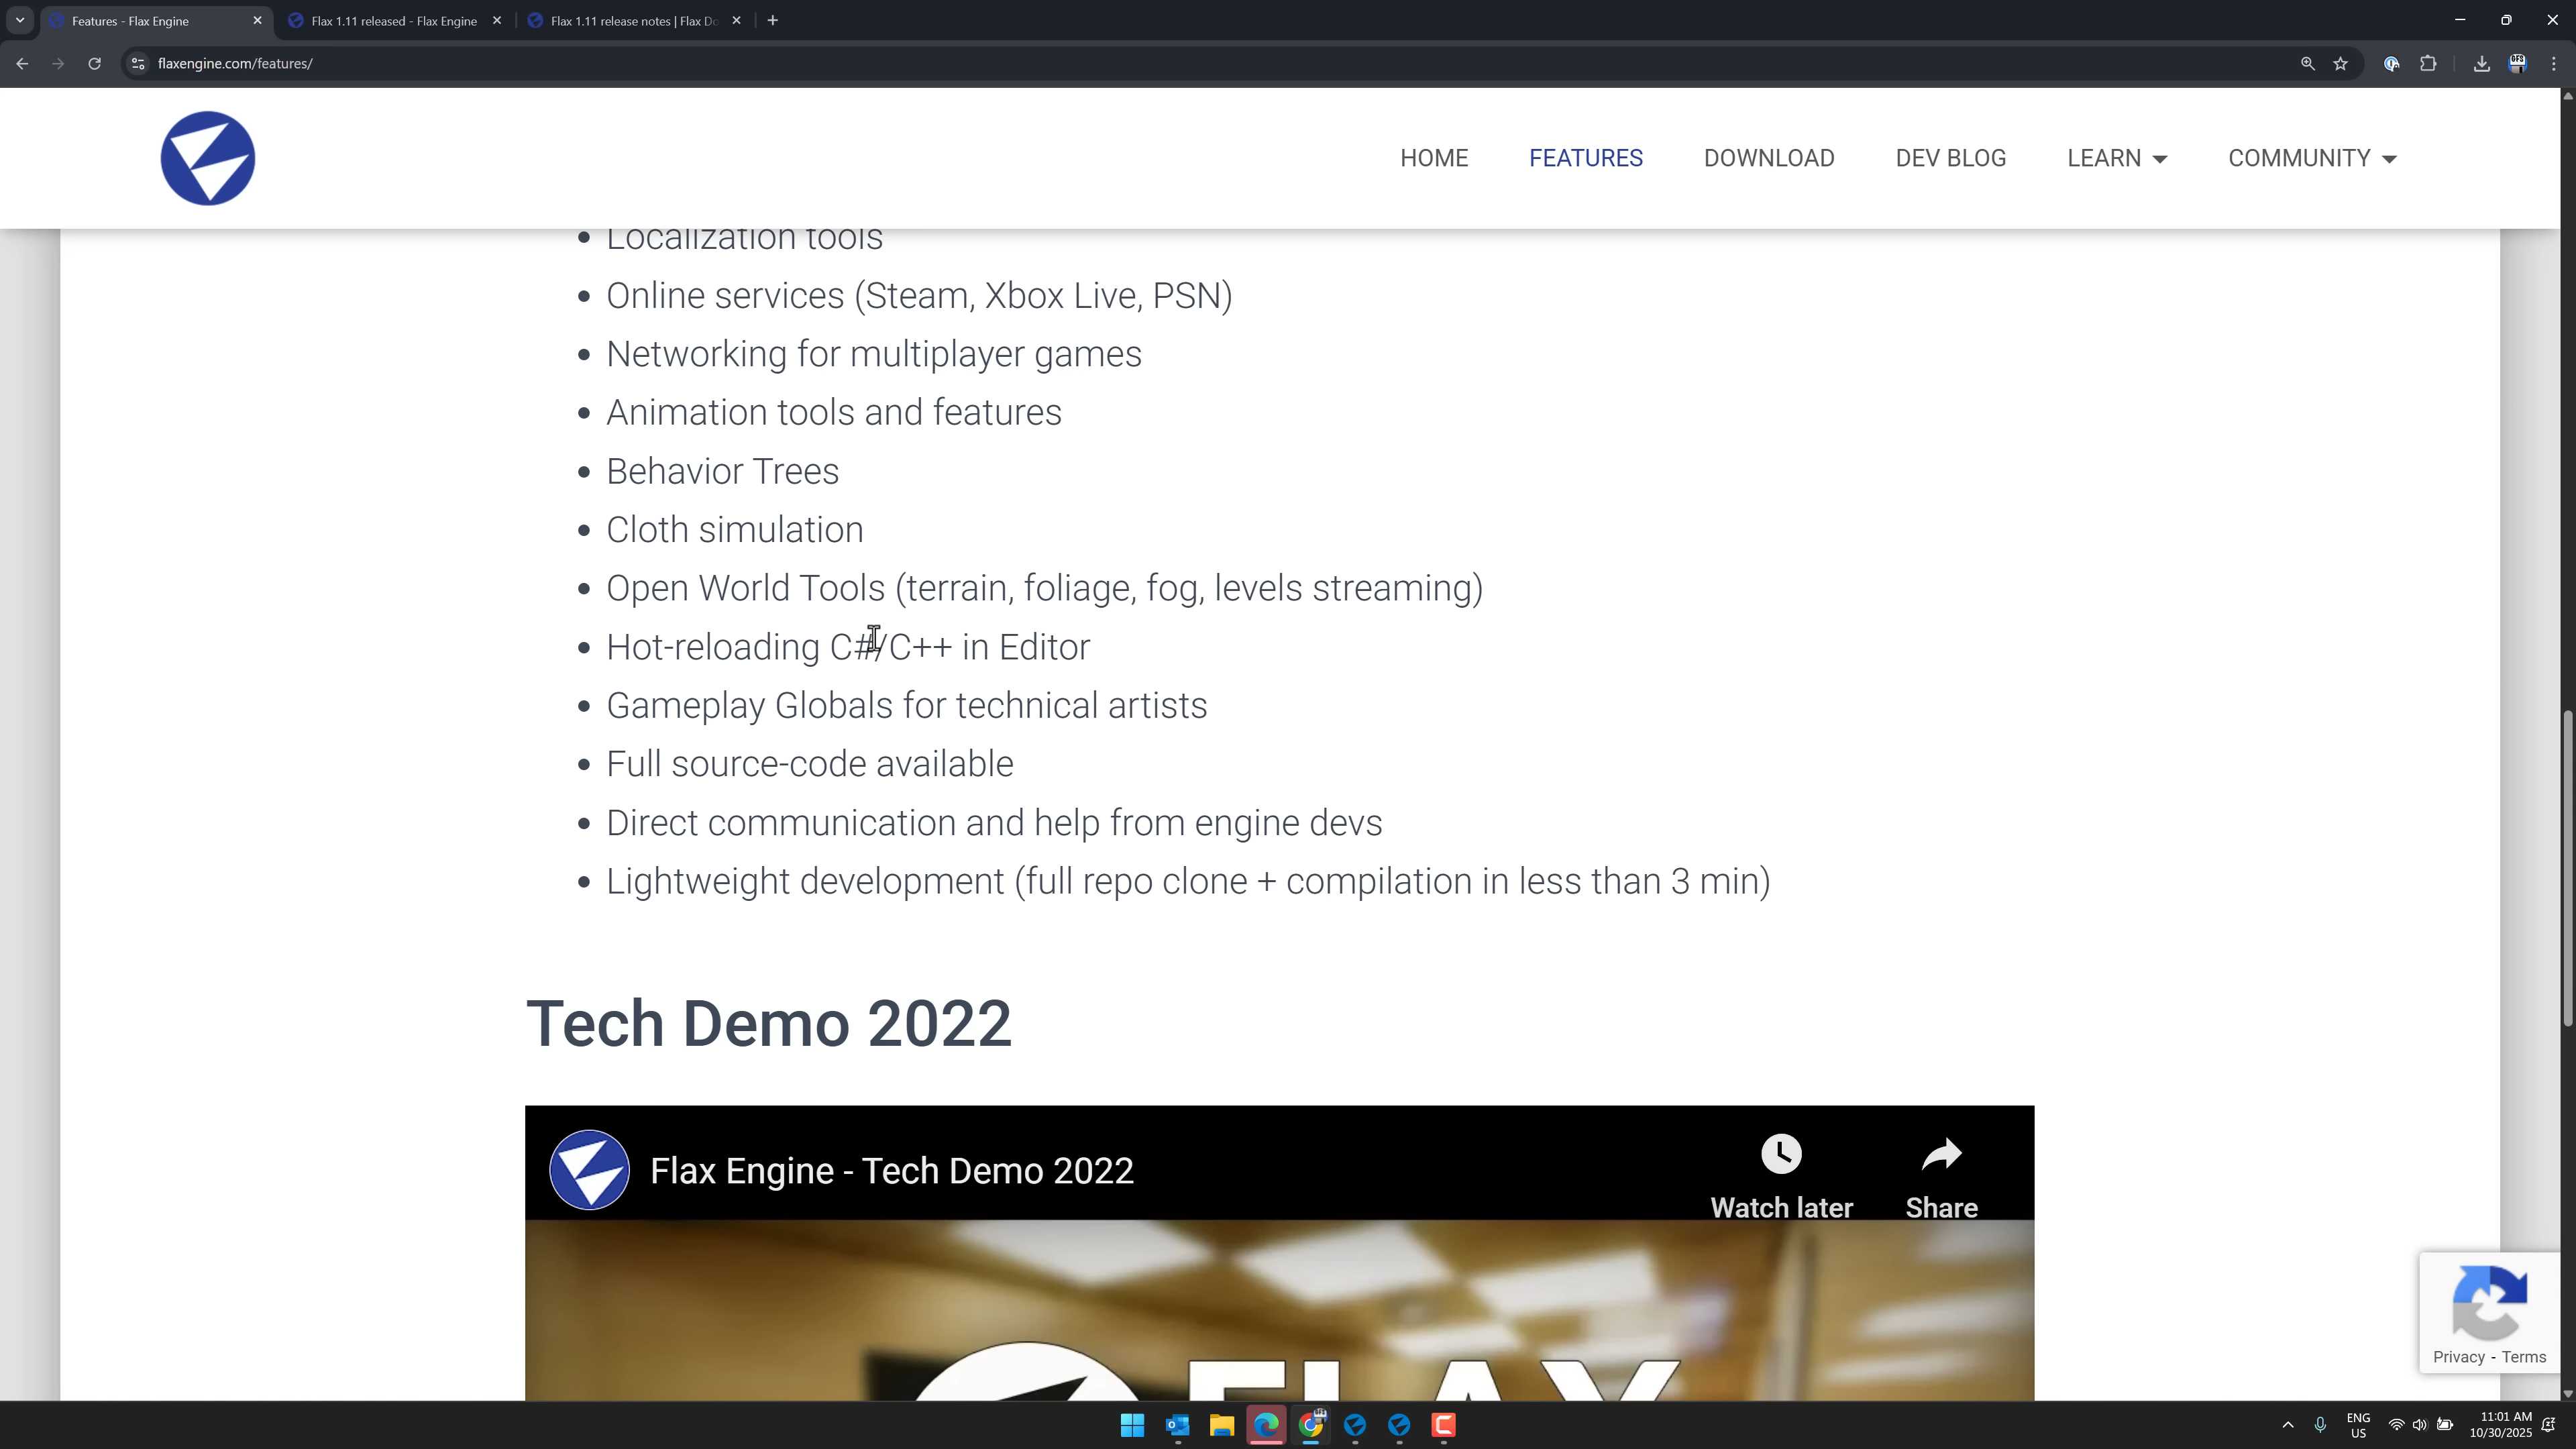 Features - Flax Engine
Flax 1.11 released - Flax Engine
Flax 1.11 release notes | Flax Do
flaxengine.com/features/
HOME
FEATURES
DOWNLOAD
DEV BLOG
LEARN
COMMUNITY
Localization tools
Online services (Steam, Xbox Live, PSN)
Networking for multiplayer games
Animation tools and features
Behavior Trees
Cloth simulation
Open World Tools (terrain, foliage, fog, levels streaming)
Hot-reloading C#/C++ in Editor
Gameplay Globals for technical artists
Full source-code available
Direct communication and help from engine devs
Lightweight development (full repo clone + compilation in less than 3 min)
Tech Demo 2022
Flax Engine - Tech Demo 2022
Watch later
Share
FLAX
Privacy - Terms
ENG
US
11:01 AM
10/30/2025